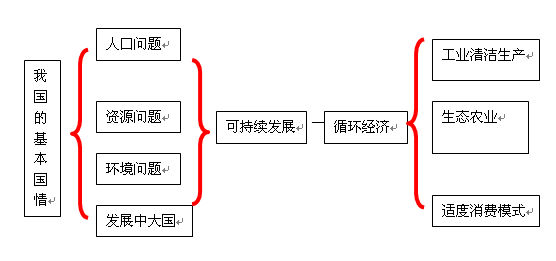 我国的基本国情
人口问题
资源问题
环境问题
发展中大国
可持续发展
循环经济
工业清洁生产
生态农业
适度消费模式